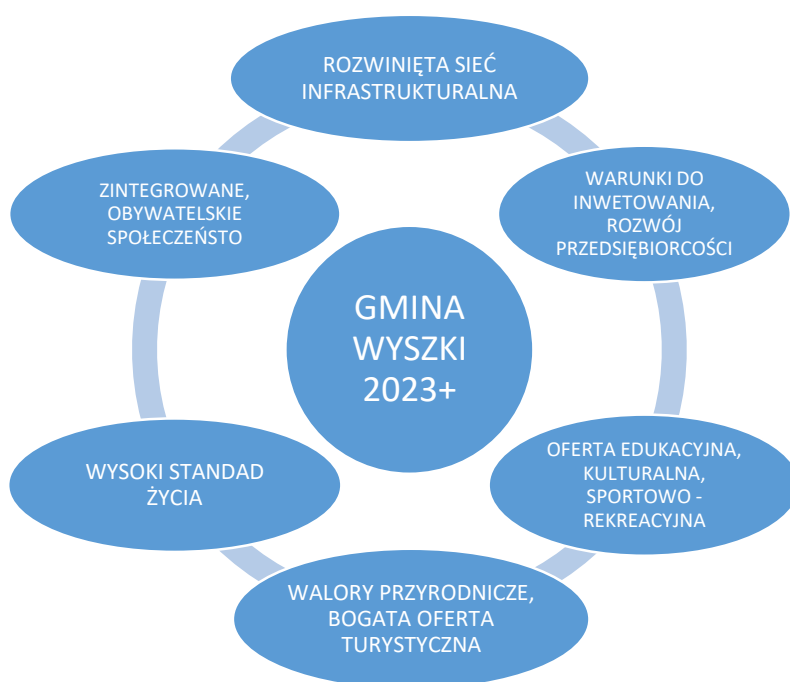 ROZWINIĘTA SIEĆ
INFRASTRUKTURALNA
WARUNKI DO
INWETOWANIA,
ROZWÓJ
PRZEDSIĘBIORCOŚCI
OFERTA EDUKACYJNA,
KULTURALNA,
SPORTOWO -
REKREACYJNA
WALORY PRZYRODNICZE,
BOGATA OFERTA
TURYSTYCZNA
WYSOKI STANDAD
ŻYCIA
ZINTEGROWANE,
OBYWATELSKIE
SPOŁECZEŃSTO
GMINA
WYSZKI
2023+